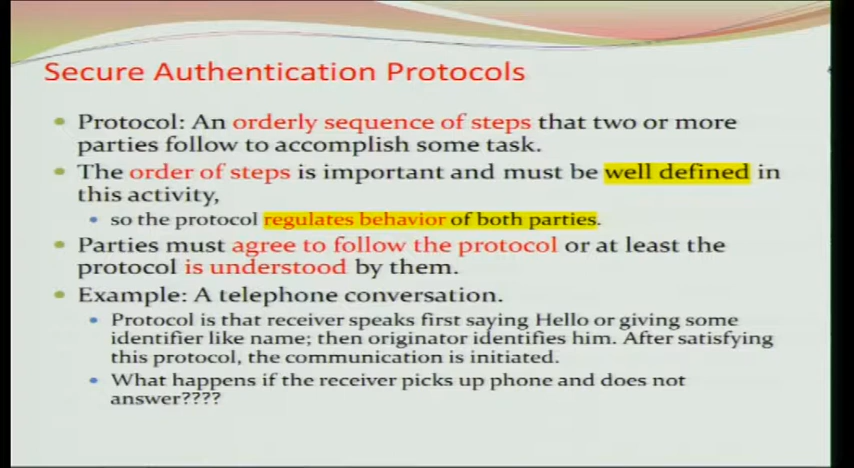 Secure Authentication Protocols
Protocol: An orderly sequence of steps that two or more
parties follow to accomplish some task.
The order of steps is important and must be well defined in
this activity,
so the protocol regulates behavior of both parties.
Parties must agree to follow the protocol or at least the
protocol is understood by them.
Example: A telephone conversation.
Protocol is that receiver speaks first saying Hello or giving some
identifier like name; then originator identifies him. After satisfying
this protocol, the communication is initiated.
What happens if the receiver picks up phone and does not
answer????